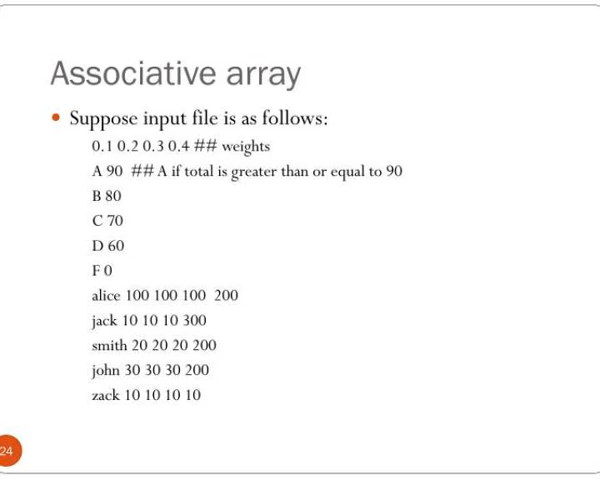 Associative array
• Suppose input file is as follows:
0.1 0.2 0.3 0.4 ## weights
A 90 ## A if total is greater than or equal to 90
B 80
C 70
D 60
F 0
alice 100 100 100 200
jack 10 10 10 300
smith 20 20 20 200
john 30 30 30 200
zack 10 10 10 10
24